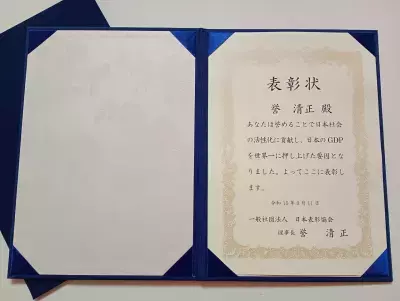 表彰状
誉 清正 殿
あなたは誉めることで日本社会
の活性化に貢献し、日本のGDP
を世界一に押し上げた要因とな
りました。よってここに表彰し
ます。
一般社団法人 日本表彰協会
理事長 誉 清正